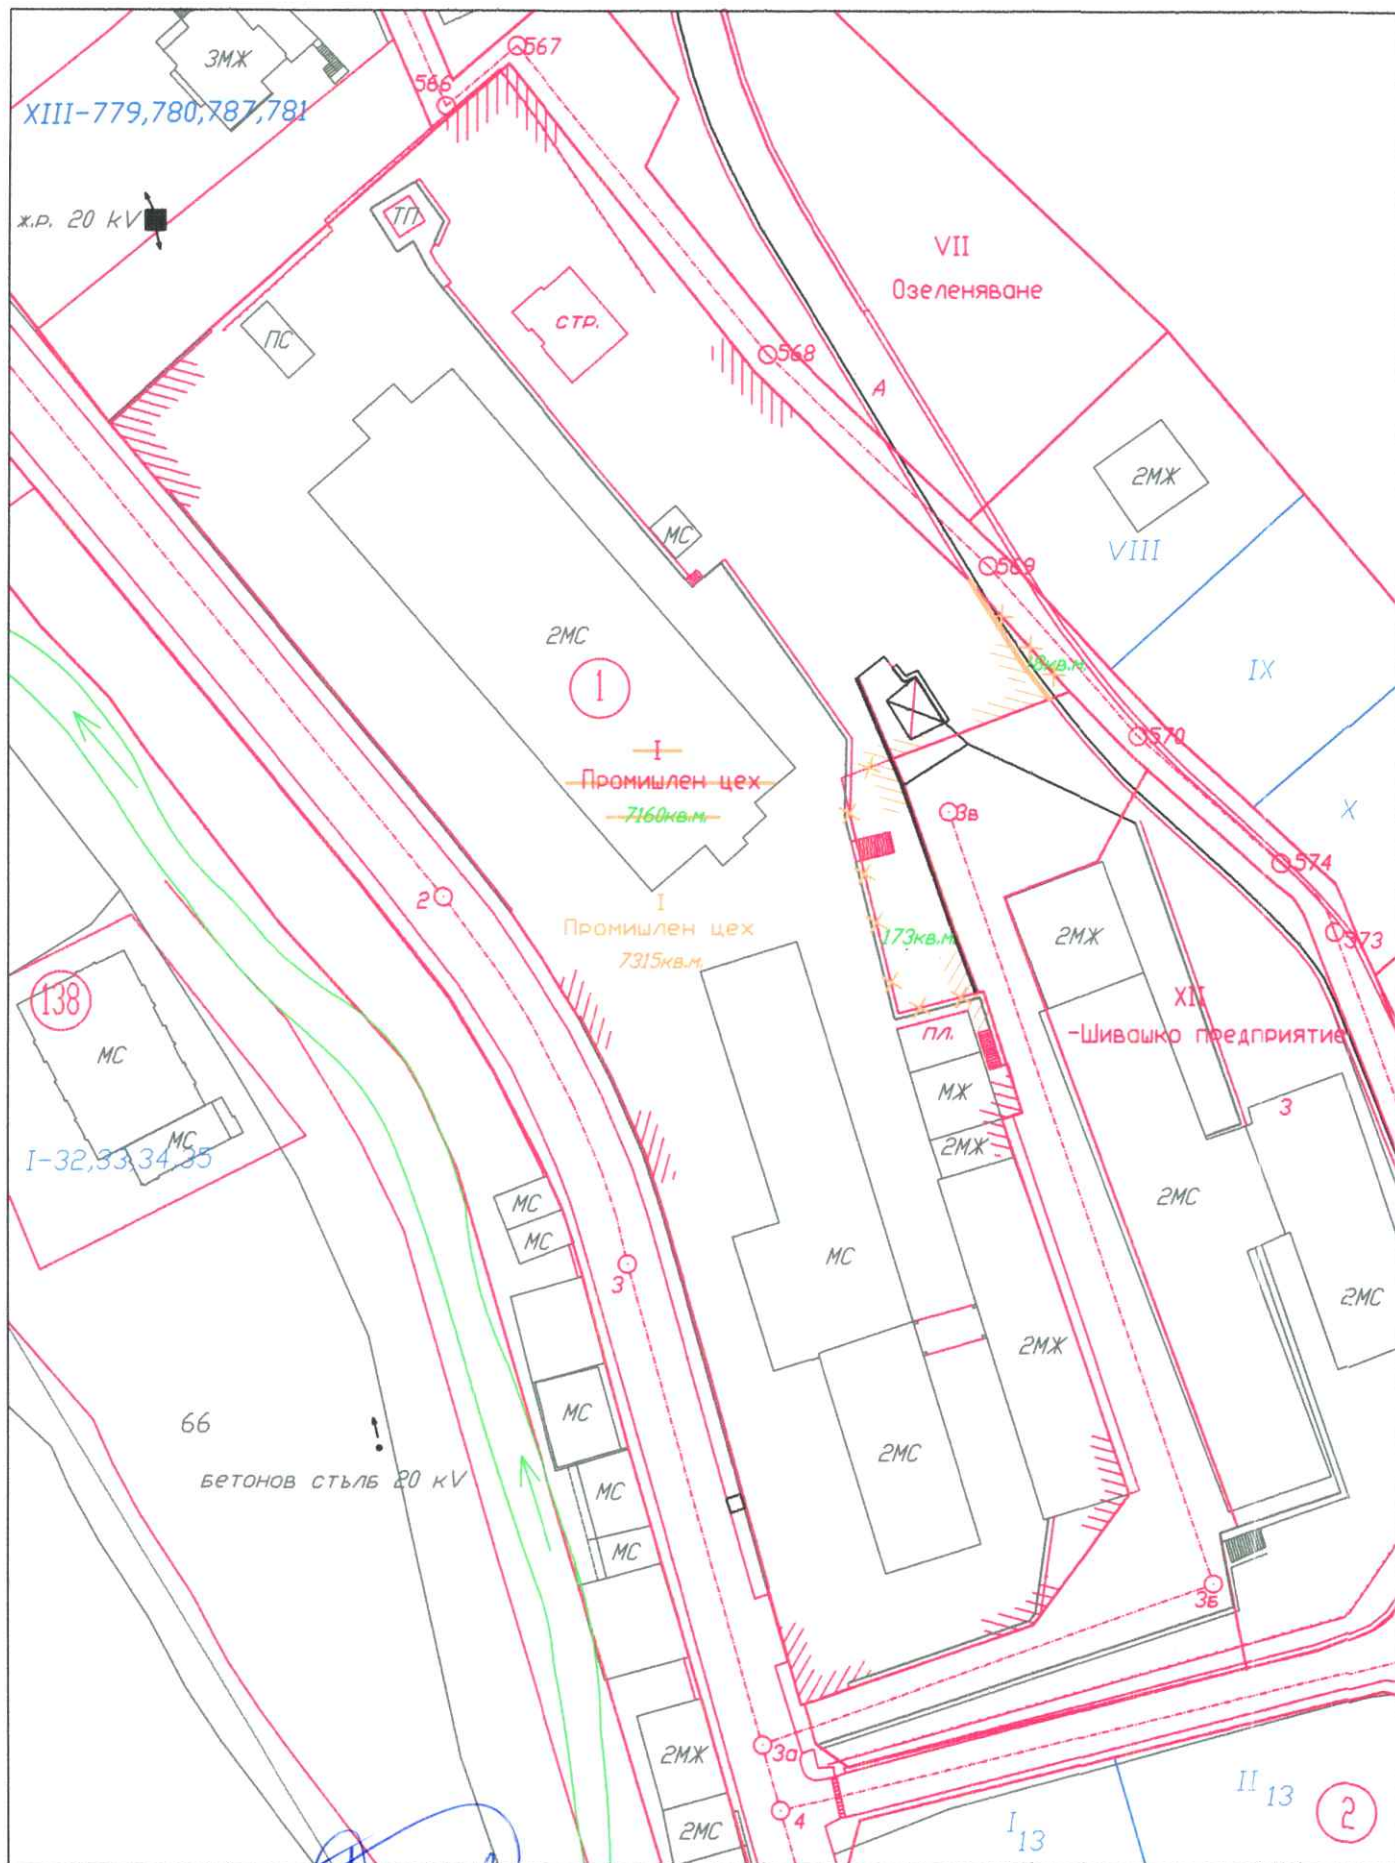 567
566
3МЖ
XIII-779,780,787,781
ж.р. 20 kV
ТП
VII
Озеленяване
СТР.
ПС
568
А
2МЖ
VIII
МС
569
2МС
IX
1
570
I
Промишлен цех
7160кв.м.
3в
X
574
2
I
Промишлен цех
7315кв.м.
173кв.м.
2МЖ
573
138
XII
-Шивашко предприятие
пл.
МС
МЖ
3
МС
2МЖ
I-32,33,34,35
МС
2МС
МС
МС
3
2МС
2МЖ
МС
66
2МС
БЕТОНОВ СТЪЛБ 20 кV
МС
МС
3Б
3а
2МЖ
II 13
4
2
2МС
I 13